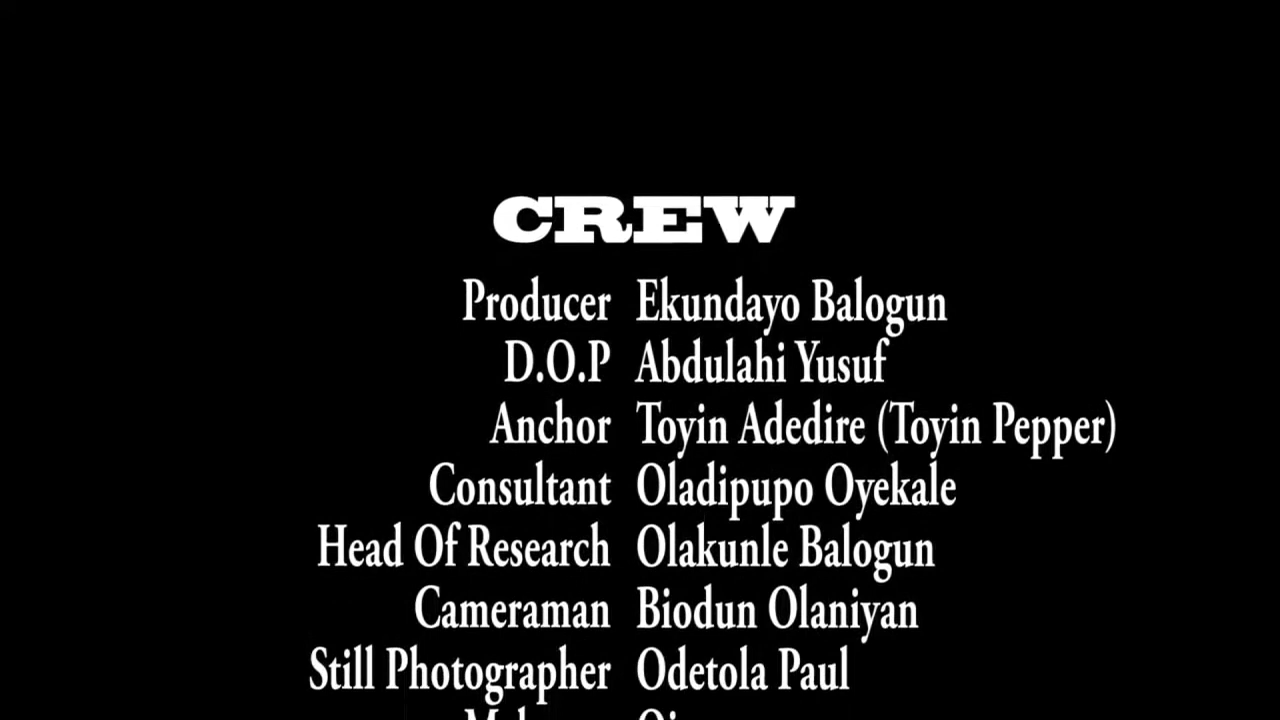 CREW
Producer Ekundayo Balogun
D.O.P Abdulahi Yusuf
Anchor Toyin Adedire (Toyin Pepper)
Consultant Oladipupo Oyekale
Head Of Research Olakunle Balogun
Cameraman Biodun Olaniyan
Still Photographer Odetola Paul